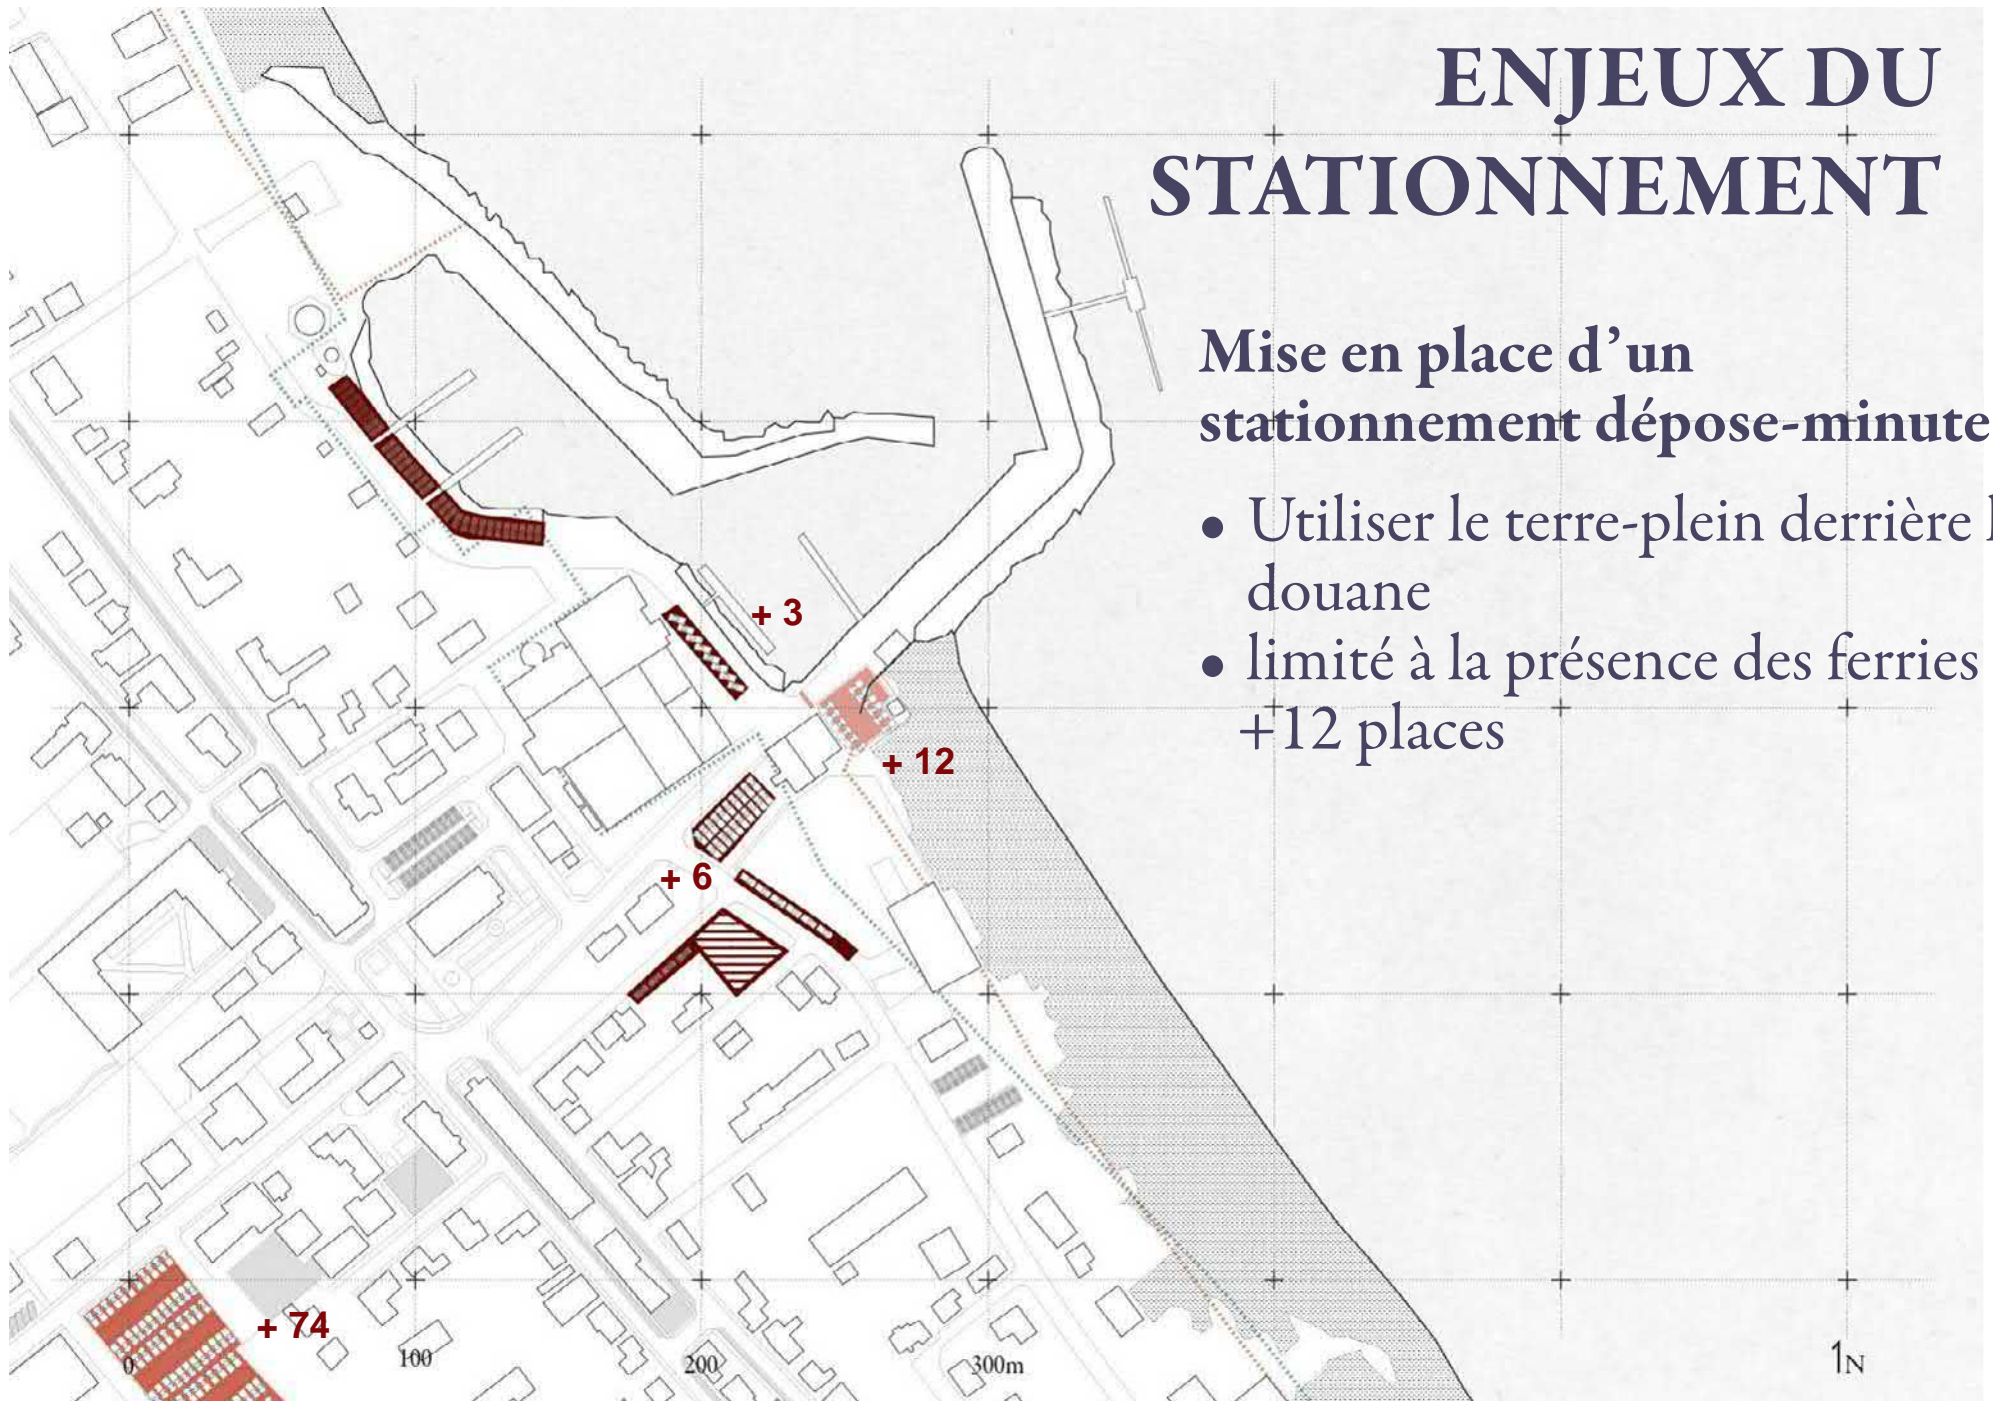 ENJEUX DU
STATIONNEMENT
Mise en place d’un
stationnement dépose-minute
• Utiliser le terre-plein derrière
douane
• limité à la présence des ferries
+12 places
+ 3
+ 12
+ 6
+ 74
0
100
200
300m
1N